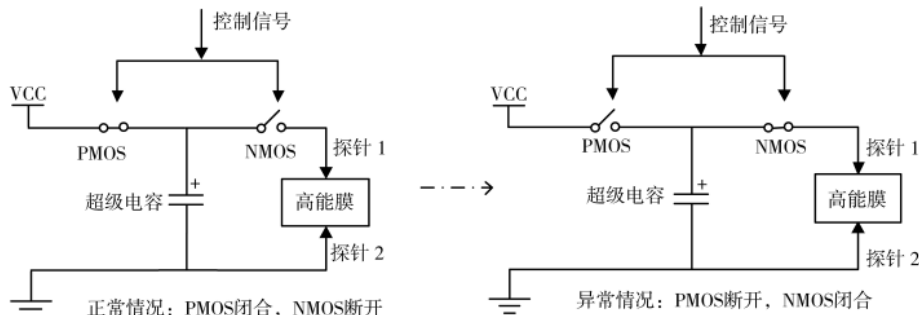 控制信号
VCC
PMOS
NMOS
探针 1
超级电容
+
高能膜
探针 2
正常情况：PMOS闭合，NMOS断开
控制信号
VCC
PMOS
NMOS
探针 1
超级电容
+
高能膜
探针 2
异常情况：PMOS断开，NMOS闭合